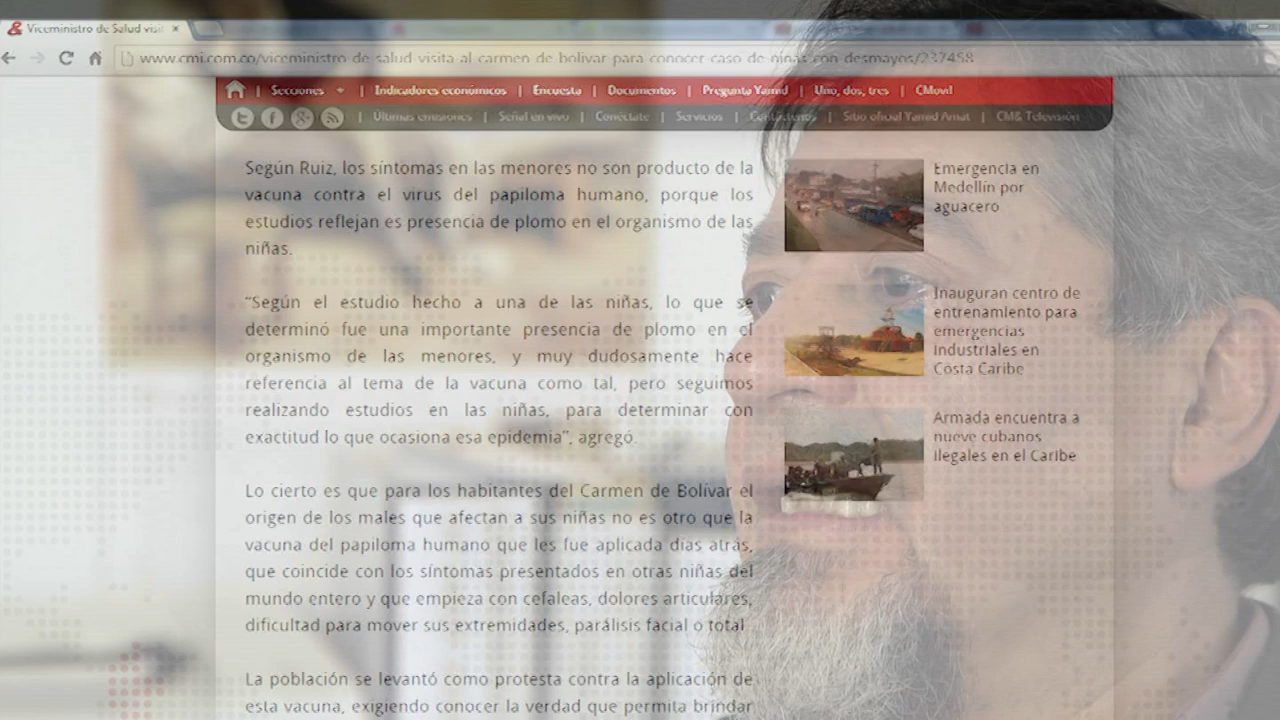 Viceministro de Salud visi
www.cmi.com.co/viceministro-de-salud-visita-al-carmen-de-bolivar-para-conocer-caso-de-ninas-con-desmayos/237458
Secciones | Indicadores económicos | Encuesta | Documentos | Pregunta Yamid | Uno, dos, tres | CMovil
Últimas emisiones | Señal en vivo | Conéctate | Servicios | Contáctenos | Sitio oficial Yamid Amat | CM& Televisión
Según Ruiz, los síntomas en las menores no son producto de la
vacuna contra el virus del papiloma humano, porque los
estudios reflejan es presencia de plomo en el organismo de las
niñas.
“Según el estudio hecho a una de las niñas, lo que se
determinó fue una importante presencia de plomo en el
organismo de las menores, y muy dudosamente hace
referencia al tema de la vacuna como tal, pero seguimos
realizando estudios en las niñas, para determinar con
exactitud lo que ocasiona esa epidemia”, agregó.
Lo cierto es que para los habitantes del Carmen de Bolívar el
origen de los males que afectan a sus niñas no es otro que la
vacuna del papiloma humano que les fue aplicada días atrás,
que coincide con los síntomas presentados en otras niñas del
mundo entero y que empieza con cefaleas, dolores articulares,
dificultad para mover sus extremidades, parálisis facial o total.
La población se levantó como protesta contra la aplicación de
esta vacuna, exigiendo conocer la verdad que permita brindar
Emergencia en
Medellín por
aguacero
Inauguran centro de
entrenamiento para
emergencias
industriales en
Costa Caribe
Armada encuentra a
nueve cubanos
ilegales en el Caribe